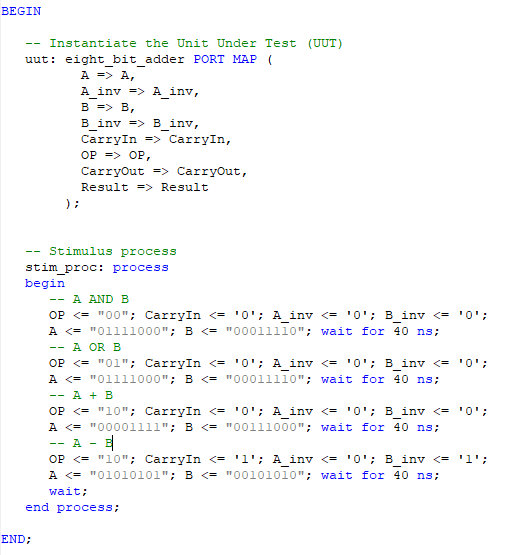 BEGIN
-- Instantiate the Unit Under Test (UUT)
uut: eight_bit_adder PORT MAP (
A => A,
A_inv => A_inv,
B => B,
B_inv => B_inv,
CarryIn => CarryIn,
OP => OP,
CarryOut => CarryOut,
Result => Result
);
-- Stimulus process
stim_proc: process
begin
-- A AND B
OP <= "00"; CarryIn <= '0'; A_inv <= '0'; B_inv <= '0';
A <= "01111000"; B <= "00011110"; wait for 40 ns;
-- A OR B
OP <= "01"; CarryIn <= '0'; A_inv <= '0'; B_inv <= '0';
A <= "01111000"; B <= "00011110"; wait for 40 ns;
-- A + B
OP <= "10"; CarryIn <= '0'; A_inv <= '0'; B_inv <= '0';
A <= "00001111"; B <= "00111000"; wait for 40 ns;
-- A - B
OP <= "10"; CarryIn <= '1'; A_inv <= '0'; B_inv <= '1';
A <= "01010101"; B <= "00101010"; wait for 40 ns;
wait;
end process;
END;